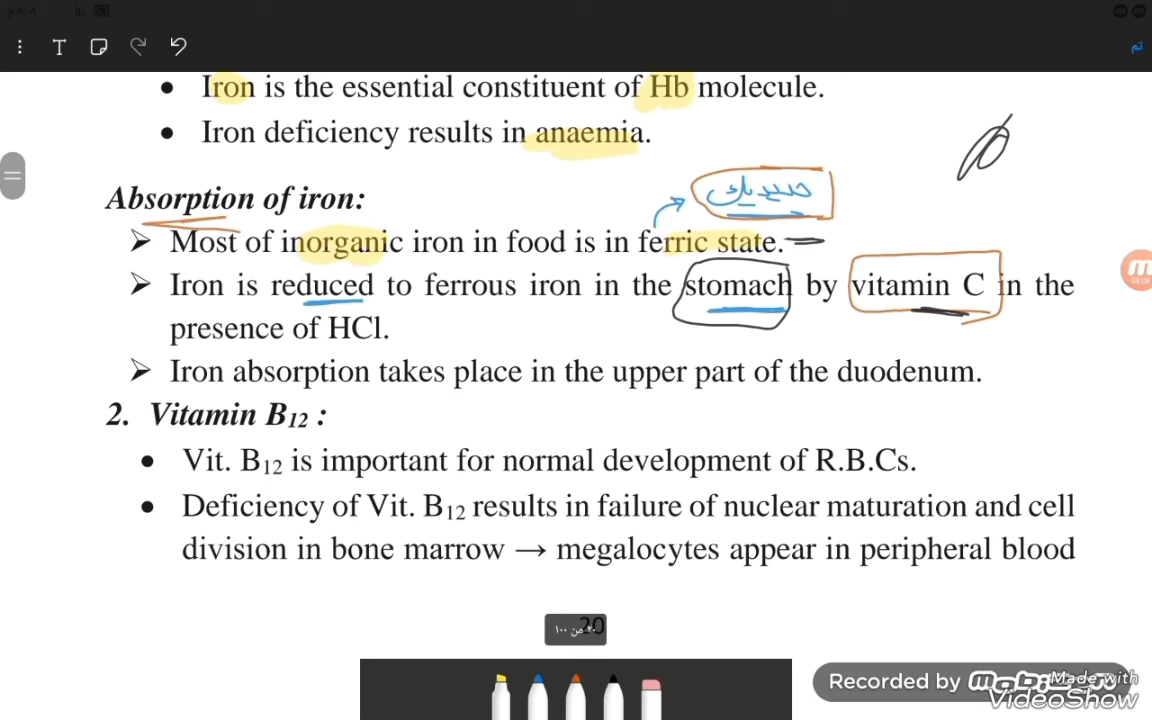 تم
T
• Iron is the essential constituent of Hb molecule.
• Iron deficiency results in anaemia.
حديديك
Absorption of iron:
➢ Most of inorganic iron in food is in ferric state.
➢ Iron is reduced to ferrous iron in the stomach by vitamin C in the
presence of HCl.
➢ Iron absorption takes place in the upper part of the duodenum.
2. Vitamin B12 :
• Vit. B12 is important for normal development of R.B.Cs.
• Deficiency of Vit. B12 results in failure of nuclear maturation and cell
division in bone marrow → megalocytes appear in peripheral blood
20
من ١٠٠
Recorded by
Made with
VideoShow